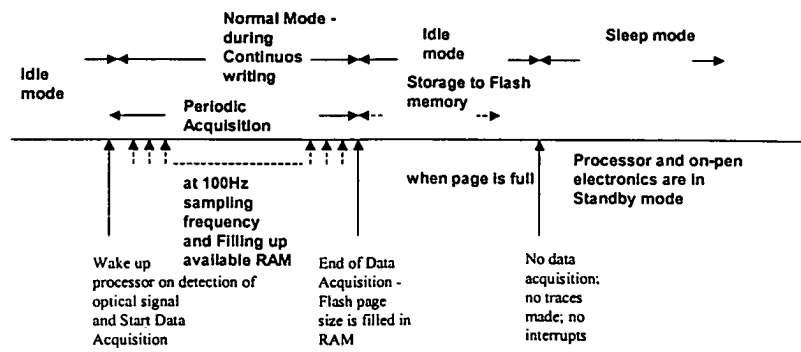 Normal Mode -
during
Continuos
writing
Idle
mode
Sleep mode
Idle
mode
Periodic
Acquisition
Storage to Flash
memory
at 100Hz
sampling
frequency
and Filling up
available RAM
when page is full
Processor and on-pen
electronics are in
Standby mode
Wake up
processor on detection of
optical signal
and Start Data
Acquisition
End of Data
Acquisition -
Flash page
size is filled in
RAM
No data
acquisition;
no traces
made; no
interrupts